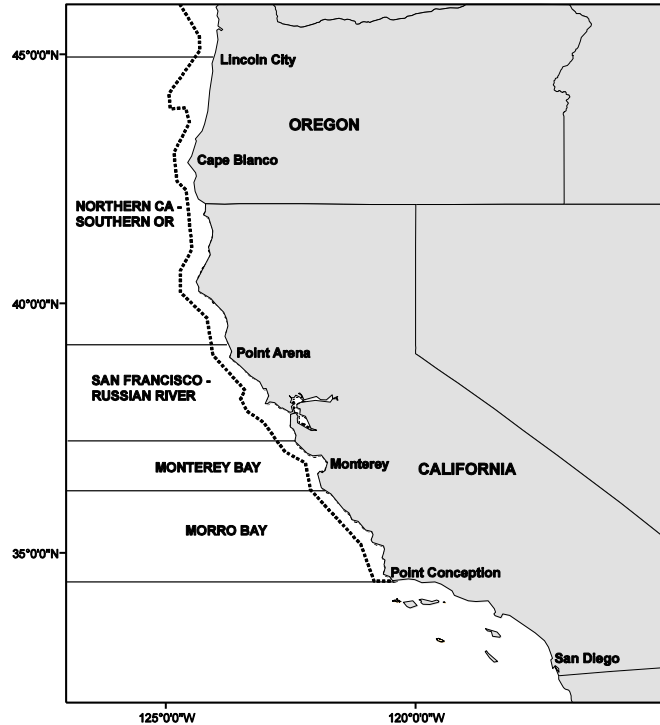 45°0'0"N
Lincoln City
OREGON
Cape Blanco
NORTHERN CA -
SOUTHERN OR
40°0'0"N
Point Arena
SAN FRANCISCO -
RUSSIAN RIVER
Monterey
MONTEREY BAY
CALIFORNIA
MORRO BAY
35°0'0"N
Point Conception
San Diego
125°0'0"W
120°0'0"W